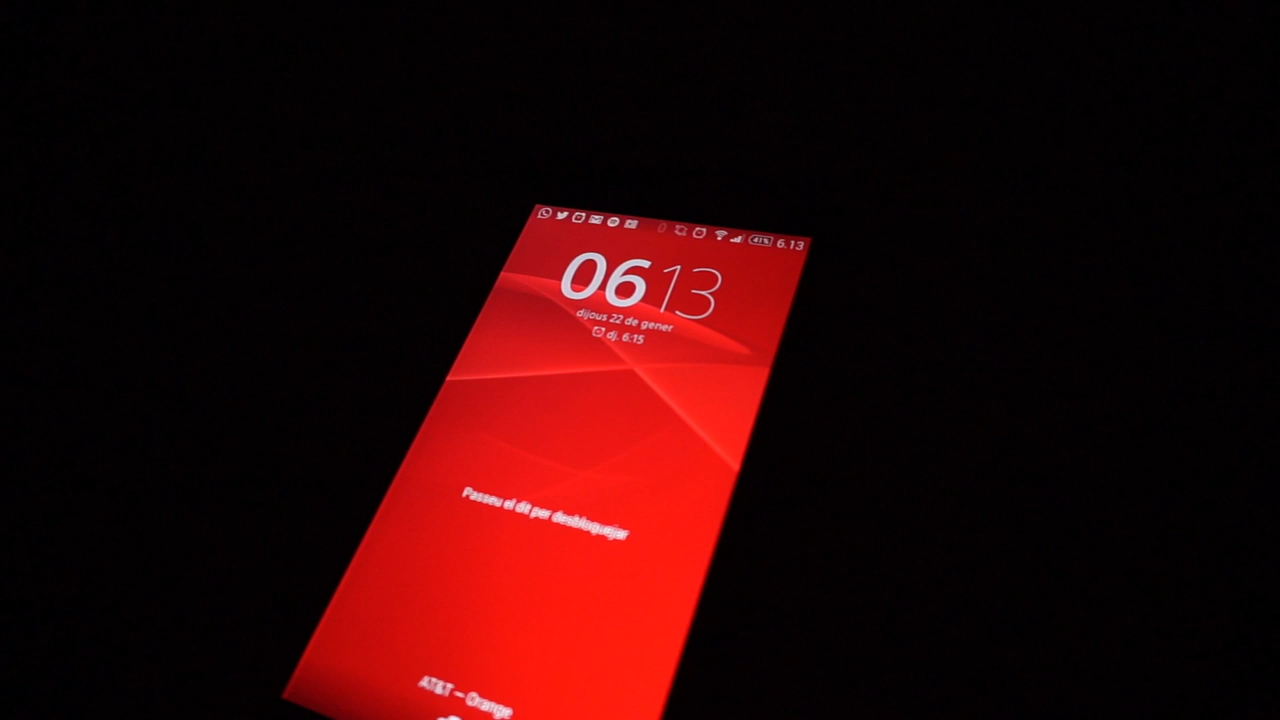 41% 6.13
06 13
dijous 22 de gener
dj. 6:15
Passeu el dit per desbloquejar
AT&T – Orange